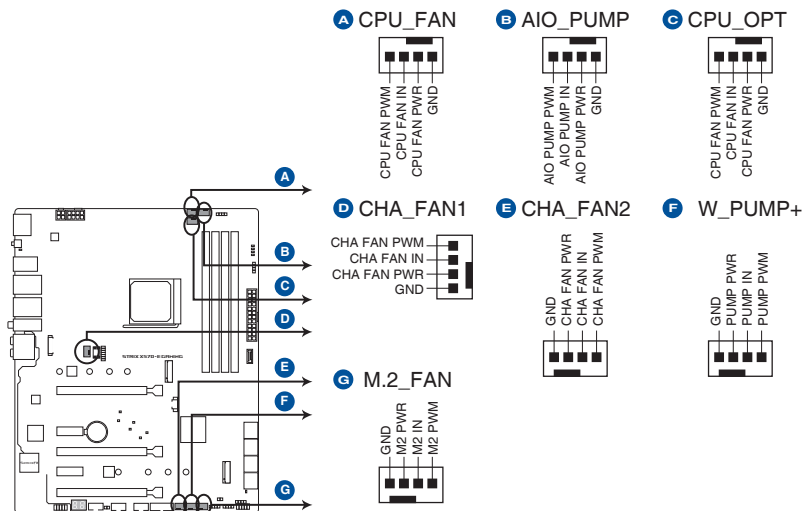 A CPU_FAN
CPU FAN PWM
CPU FAN IN
CPU FAN PWR
GND
B AIO_PUMP
AIO PUMP PWM
AIO PUMP IN
AIO PUMP PWR
GND
C CPU_OPT
CPU FAN PWM
CPU FAN IN
CPU FAN PWR
GND
D CHA_FAN1
CHA FAN PWM
CHA FAN IN
CHA FAN PWR
GND
E CHA_FAN2
GND
CHA FAN PWR
CHA FAN IN
CHA FAN PWM
F W_PUMP+
GND
PUMP PWR
PUMP IN
PUMP PWM
G M.2_FAN
GND
M2 PWR
M2 IN
M2 PWM
A
B
C
D
E
F
G
STRIX X570-E GAMING